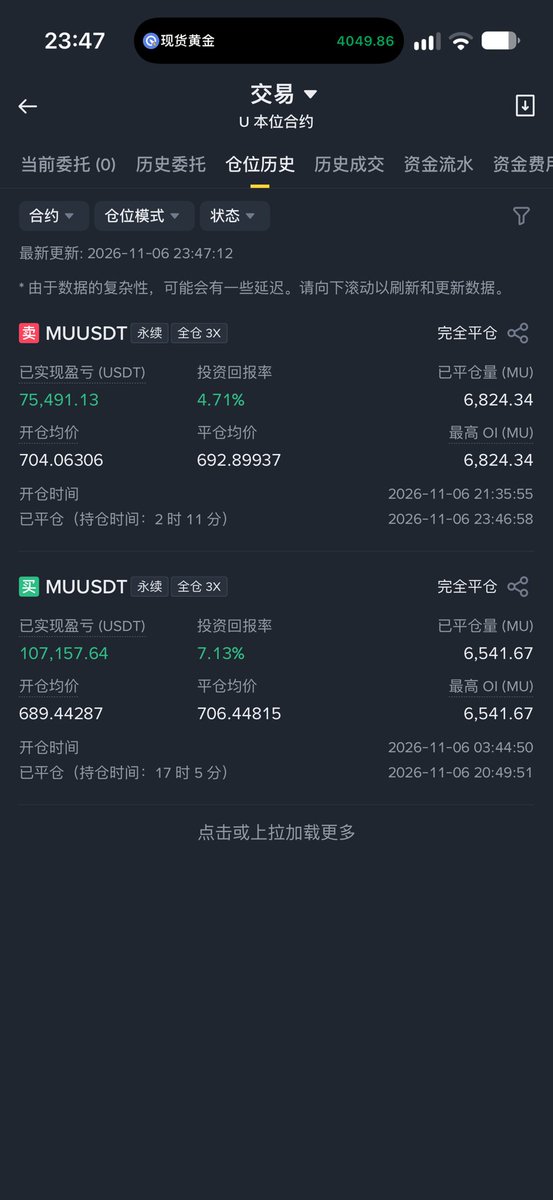 23:47 现货黄金 4049.86
交易
U 本位合约
当前委托 (0) 历史委托 仓位历史 历史成交 资金流水 资金费用
合约 仓位模式 状态
最新更新: 2026-11-06 23:47:12
* 由于数据的复杂性，可能会有一些延迟。请向下滚动以刷新和更新数据。
卖 MUUSDT 永续 全仓 3X 完全平仓
已实现盈亏 (USDT) 投资回报率 已平仓量 (MU)
75,491.13 4.71% 6,824.34
开仓均价 平仓均价 最高 OI (MU)
704.06306 692.89937 6,824.34
开仓时间 2026-11-06 21:35:55
已平仓（持仓时间：2 时 11 分） 2026-11-06 23:46:58
买 MUUSDT 永续 全仓 3X 完全平仓
已实现盈亏 (USDT) 投资回报率 已平仓量 (MU)
107,157.64 7.13% 6,541.67
开仓均价 平仓均价 最高 OI (MU)
689.44287 706.44815 6,541.67
开仓时间 2026-11-06 03:44:50
已平仓（持仓时间：17 时 5 分） 2026-11-06 20:49:51
点击或上拉加载更多